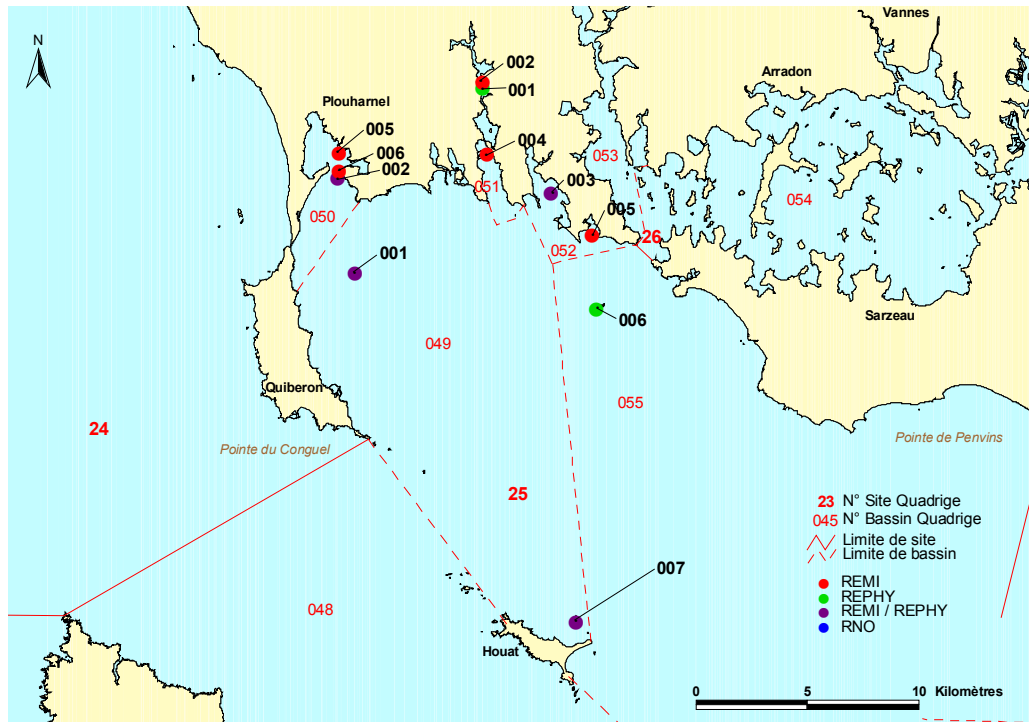 N
Vannes
002
001
Arradon
Plouharnel
005
006
002
004
053
051
003
054
050
005
26
052
001
Sarzeau
006
049
Quiberon
055
24
Pointe du Conguel
Pointe de Penvins
25
23 N° Site Quadrige
045 N° Bassin Quadrige
Limite de site
Limite de bassin
007
REMI
REPHY
REMI / REPHY
RNO
048
Houat
0 5 10 Kilomètres